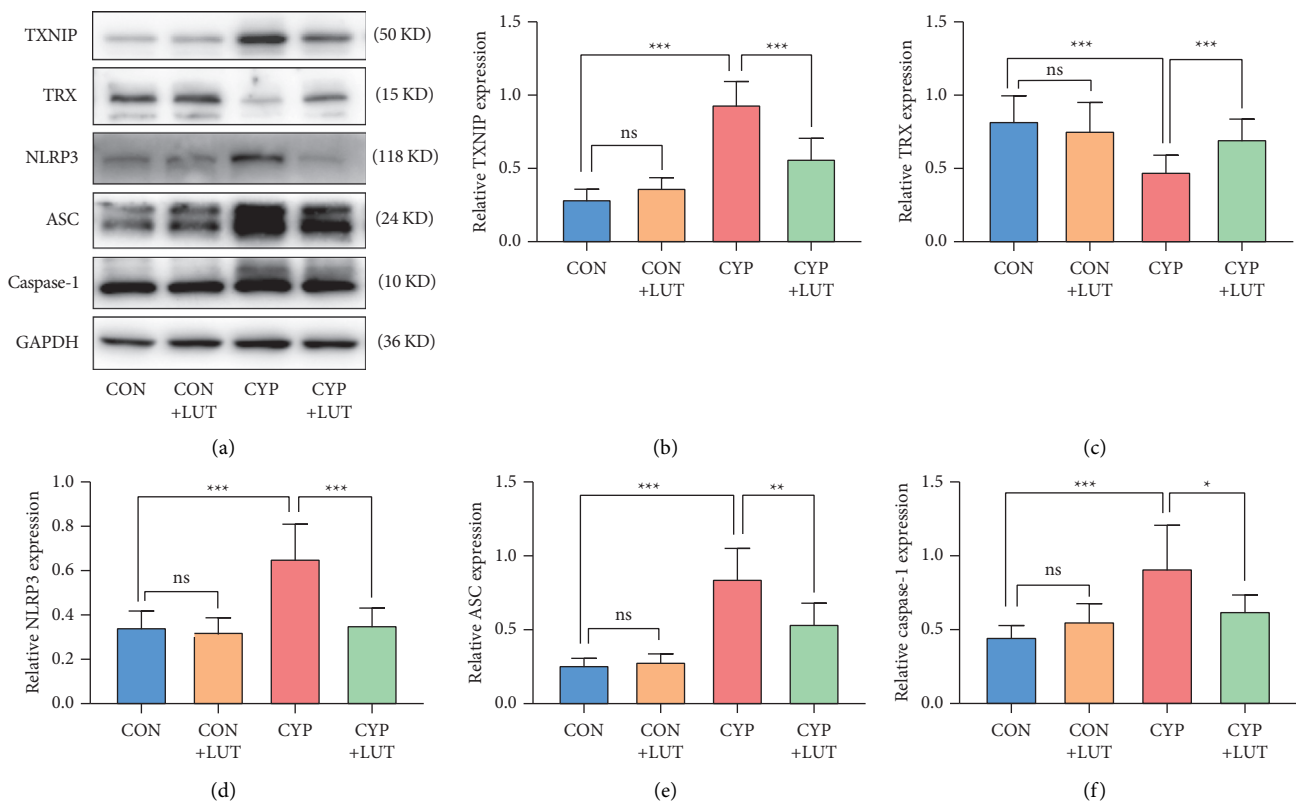 TXNIP
(50 KD)
TRX
(15 KD)
NLRP3
(118 KD)
ASC
(24 KD)
Caspase-1
(10 KD)
GAPDH
(36 KD)
CON
CON
+LUT
CYP
CYP
+LUT
(a)
Relative TXNIP expression
1.5
1.0
0.5
0.0
***
***
ns
CON
CON
+LUT
CYP
CYP
+LUT
(b)
Relative TRX expression
1.5
1.0
0.5
0.0
***
***
ns
CON
CON
+LUT
CYP
CYP
+LUT
(c)
Relative NLRP3 expression
1.0
0.8
0.6
0.4
0.2
0.0
***
***
ns
CON
CON
+LUT
CYP
CYP
+LUT
(d)
Relative ASC expression
1.5
1.0
0.5
0.0
***
**
ns
CON
CON
+LUT
CYP
CYP
+LUT
(e)
Relative caspase-1 expression
1.5
1.0
0.5
0.0
***
*
ns
CON
CON
+LUT
CYP
CYP
+LUT
(f)